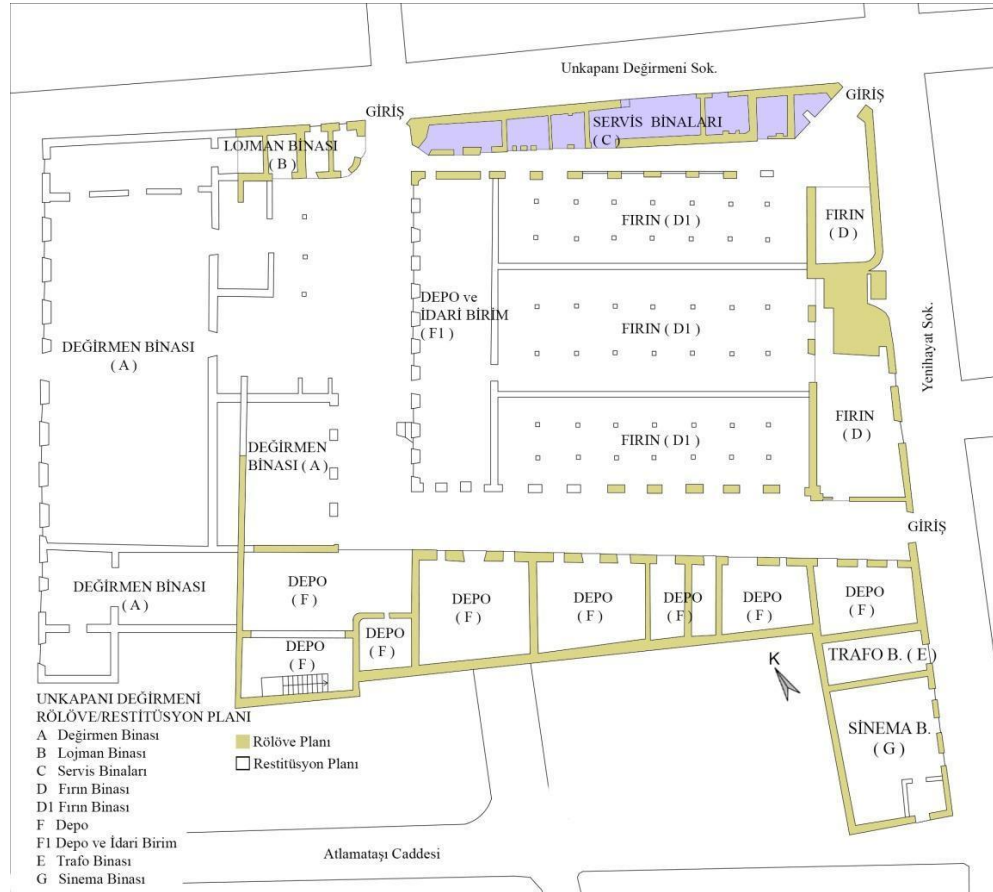 Unkapanı Değirmeni Sok.
GİRİŞ
GİRİŞ
SERVİS BİNALARI
( C )
LOJMAN BİNASI
( B )
FIRIN ( D1 )
FIRIN
( D )
DEPO ve
İDARİ BİRİM
( F1 )
FIRIN ( D1 )
DEĞİRMEN BİNASI
( A )
Yenihayat Sok.
FIRIN ( D1 )
FIRIN
( D )
DEĞİRMEN
BİNASI ( A )
GİRİŞ
DEĞİRMEN BİNASI
( A )
DEPO
( F )
DEPO
( F )
DEPO
( F )
DEPO
( F )
DEPO
( F )
DEPO
( F )
DEPO
( F )
DEPO
( F )
TRAFO B. ( E )
K
SİNEMA B.
( G )
UNKAPANI DEĞİRMENİ
RÖLÖVE/RESTİTÜSYON PLANI
A Değirmen Binası
B Lojman Binası
C Servis Binaları
D Fırın Binası
D1 Fırın Binası
F Depo
F1 Depo ve İdari Birim
E Trafo Binası
G Sinema Binası
Rölöve Planı
Restitüsyon Planı
Atlamataşı Caddesi